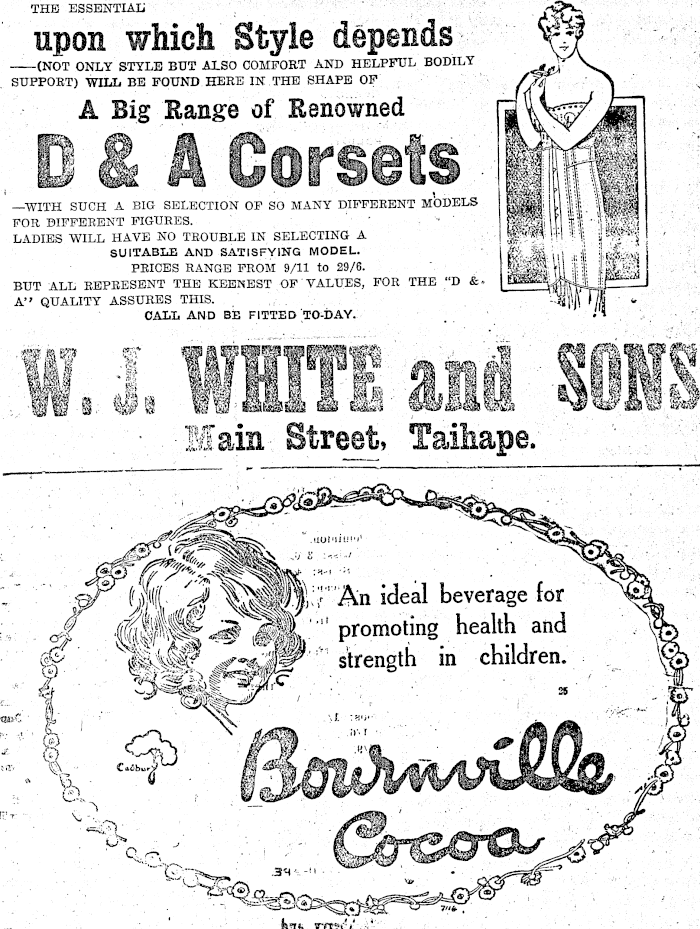 THE ESSENTIAL
upon which Style depends
—(NOT ONLY STYLE BUT ALSO COMFORT AND HELPFUL BODILY
SUPPORT) WILL BE FOUND HERE IN THE SHAPE OF
A Big Range of Renowned
D & A Corsets
—WITH SUCH A BIG SELECTION OF SO MANY DIFFERENT MODELS
FOR DIFFERENT FIGURES.
LADIES WILL HAVE NO TROUBLE IN SELECTING A
SUITABLE AND SATISFYING MODEL.
PRICES RANGE FROM 9/11 to 29/6.
BUT ALL REPRESENT THE KEENEST OF VALUES, FOR THE "D &
A" QUALITY ASSURES THIS.
CALL AND BE FITTED TO-DAY.
W. J. WHITE and SONS
Main Street, Taihape.
An ideal beverage for
promoting health and
strength in children.
25
Cadbury
Bournville
Cocoa
7116